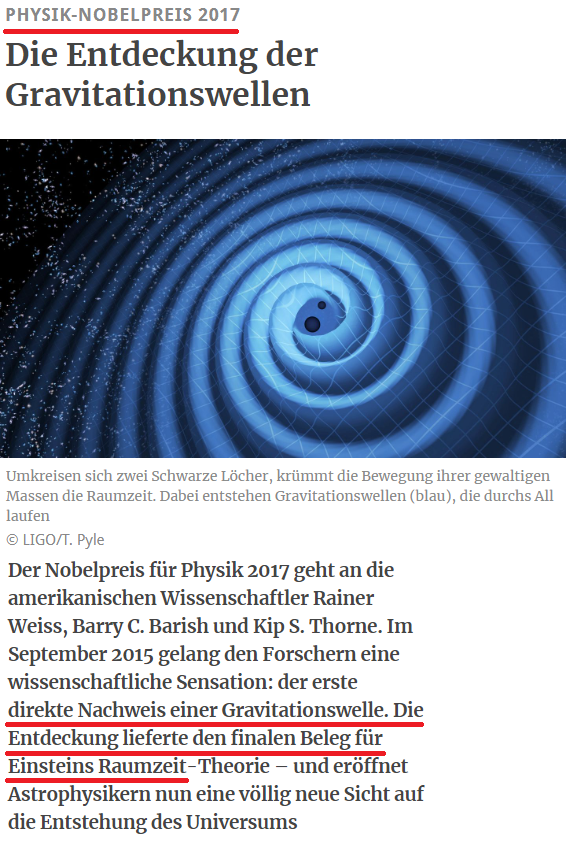 PHYSIK-NOBELPREIS 2017
Die Entdeckung der
Gravitationswellen
Umkreisen sich zwei Schwarze Löcher, krümmt die Bewegung ihrer gewaltigen
Massen die Raumzeit. Dabei entstehen Gravitationswellen (blau), die durchs All
laufen
© LIGO/T. Pyle
Der Nobelpreis für Physik 2017 geht an die
amerikanischen Wissenschaftler Rainer
Weiss, Barry C. Barish und Kip S. Thorne. Im
September 2015 gelang den Forschern eine
wissenschaftliche Sensation: der erste
direkte Nachweis einer Gravitationswelle. Die
Entdeckung lieferte den finalen Beleg für
Einsteins Raumzeit-Theorie – und eröffnet
Astrophysikern nun eine völlig neue Sicht auf
die Entstehung des Universums